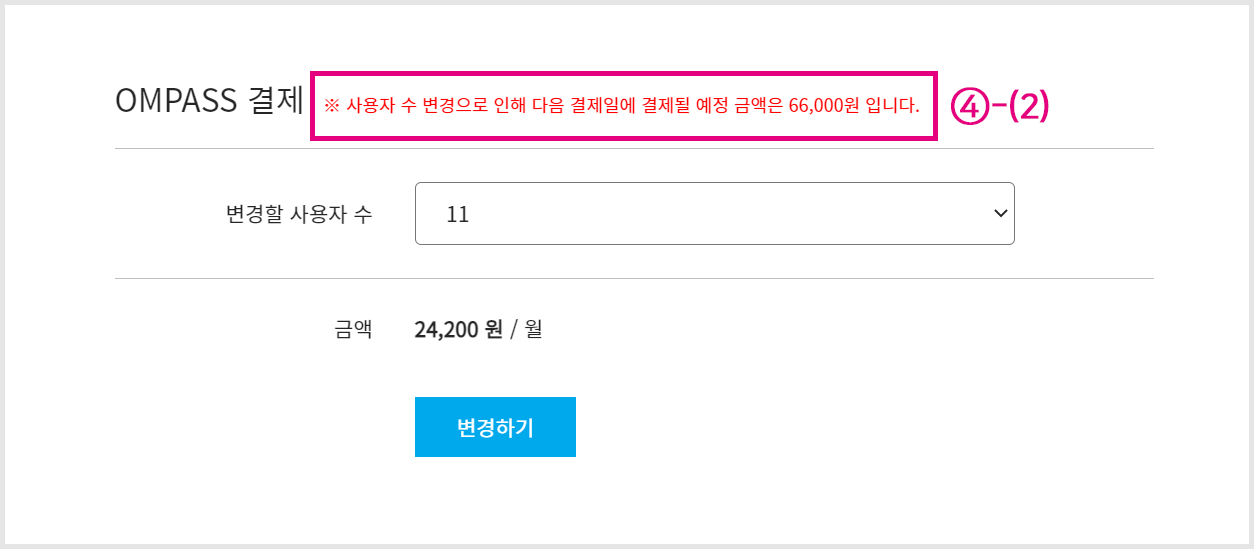 OMPASS 결제 ※ 사용자 수 변경으로 인해 다음 결제일에 결제될 예정 금액은 66,000원 입니다. ④-(2)
변경할 사용자 수 11
금액 24,200 원 / 월
변경하기